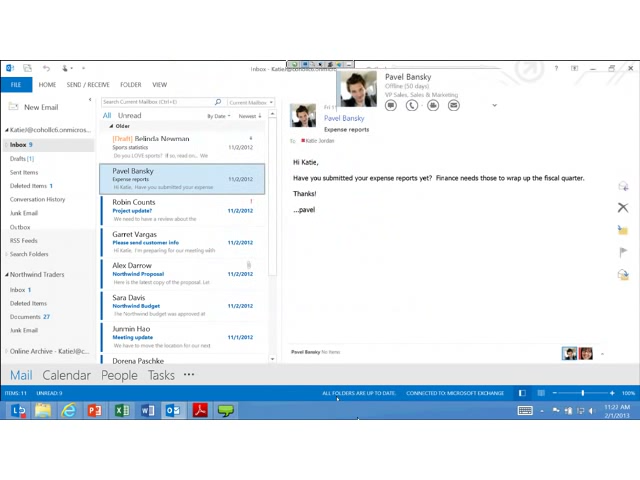 Inbox - KatieJ@cohollc6.onmicros
FILE
HOME
SEND / RECEIVE
FOLDER
VIEW
New Email
KatieJ@cohollc6.onmicros...
Inbox 9
Drafts [1]
Sent Items
Deleted Items 1
Conversation History
Junk Email
Outbox
RSS Feeds
Search Folders
Northwind Traders
Inbox 1
Deleted Items
Documents 27
Junk Email
Online Archive - KatieJ@c...
Search Current Mailbox (Ctrl+E)
Current Mailbox
All Unread
By Date Newest
Older
[Draft] Belinda Newman
Sports statistics 11/2/2012
Do you LOVE sports? If so, read on... We
Pavel Bansky
Expense reports 11/2/2012
Hi Katie, Have you submitted your expense
Robin Counts
Project update? 11/2/2012
We need to have a review about the
Garret Vargas
Please send customer info 11/2/2012
Hi Katie, I'm preparing for our meeting with
Alex Darrow
Northwind Proposal 11/2/2012
Here is the latest copy of the proposal. Let
Sara Davis
Northwind Budget 11/2/2012
The Northwind budget was approved at
Junmin Hao
Meeting update 11/1/2012
We have to move the location for our next
Dorena Paschke
Pavel Bansky
Offline (50 days)
VP Sales, Sales & Marketing
Fri 11
Pavel Bansky
Expense reports
To Katie Jordan
Hi Katie,
Have you submitted your expense reports yet? Finance needs those to wrap up the fiscal quarter.
Thanks!
...pavel
Pavel Bansky No Items
Mail Calendar People Tasks •••
ITEMS: 11 UNREAD: 9
ALL FOLDERS ARE UP TO DATE. CONNECTED TO: MICROSOFT EXCHANGE
100%
11:23 AM
2/1/2013